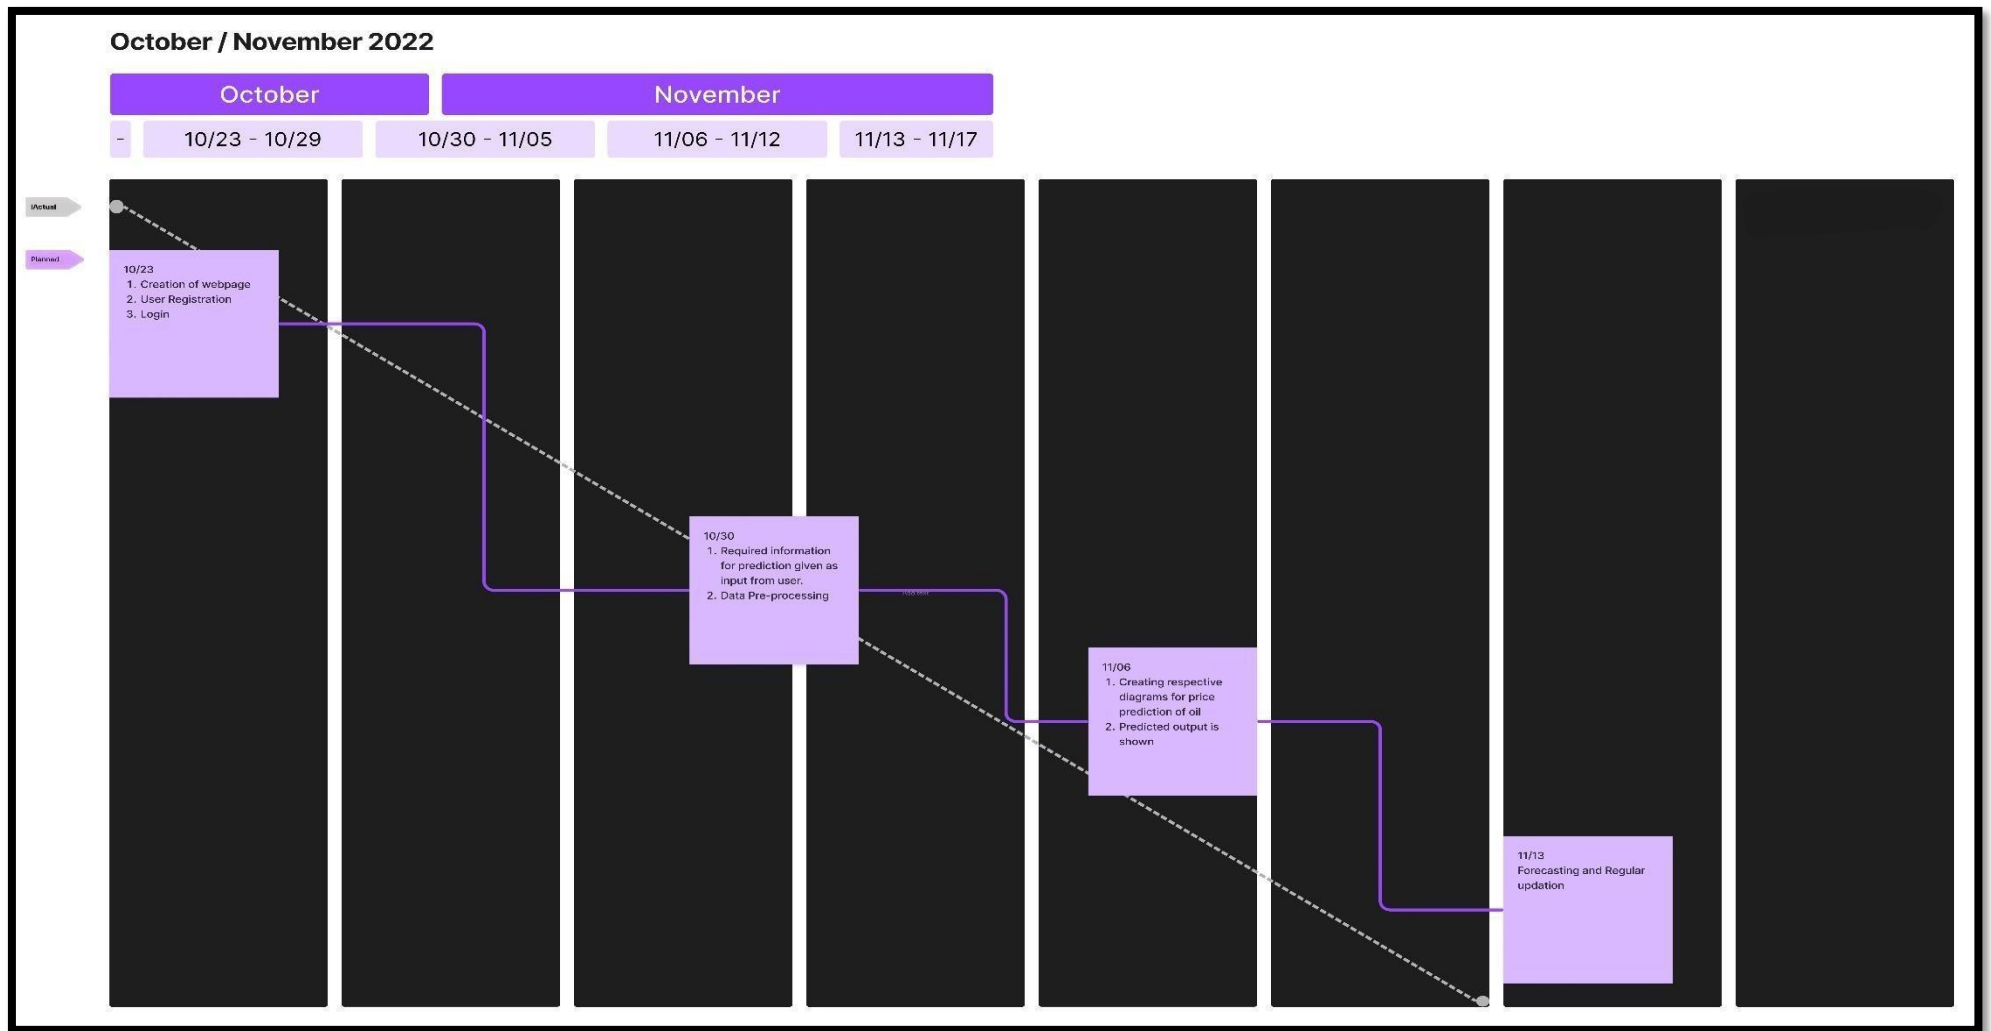 October / November 2022
October
November
-
10/23 - 10/29
10/30 - 11/05
11/06 - 11/12
11/13 - 11/17
iActual
Planned
10/23
1. Creation of webpage
2. User Registration
3. Login
10/30
1. Required information
for prediction given as
input from user.
2. Data Pre-processing
Add text
11/06
1. Creating respective
diagrams for price
prediction of oil
2. Predicted output is
shown
11/13
Forecasting and Regular
updation